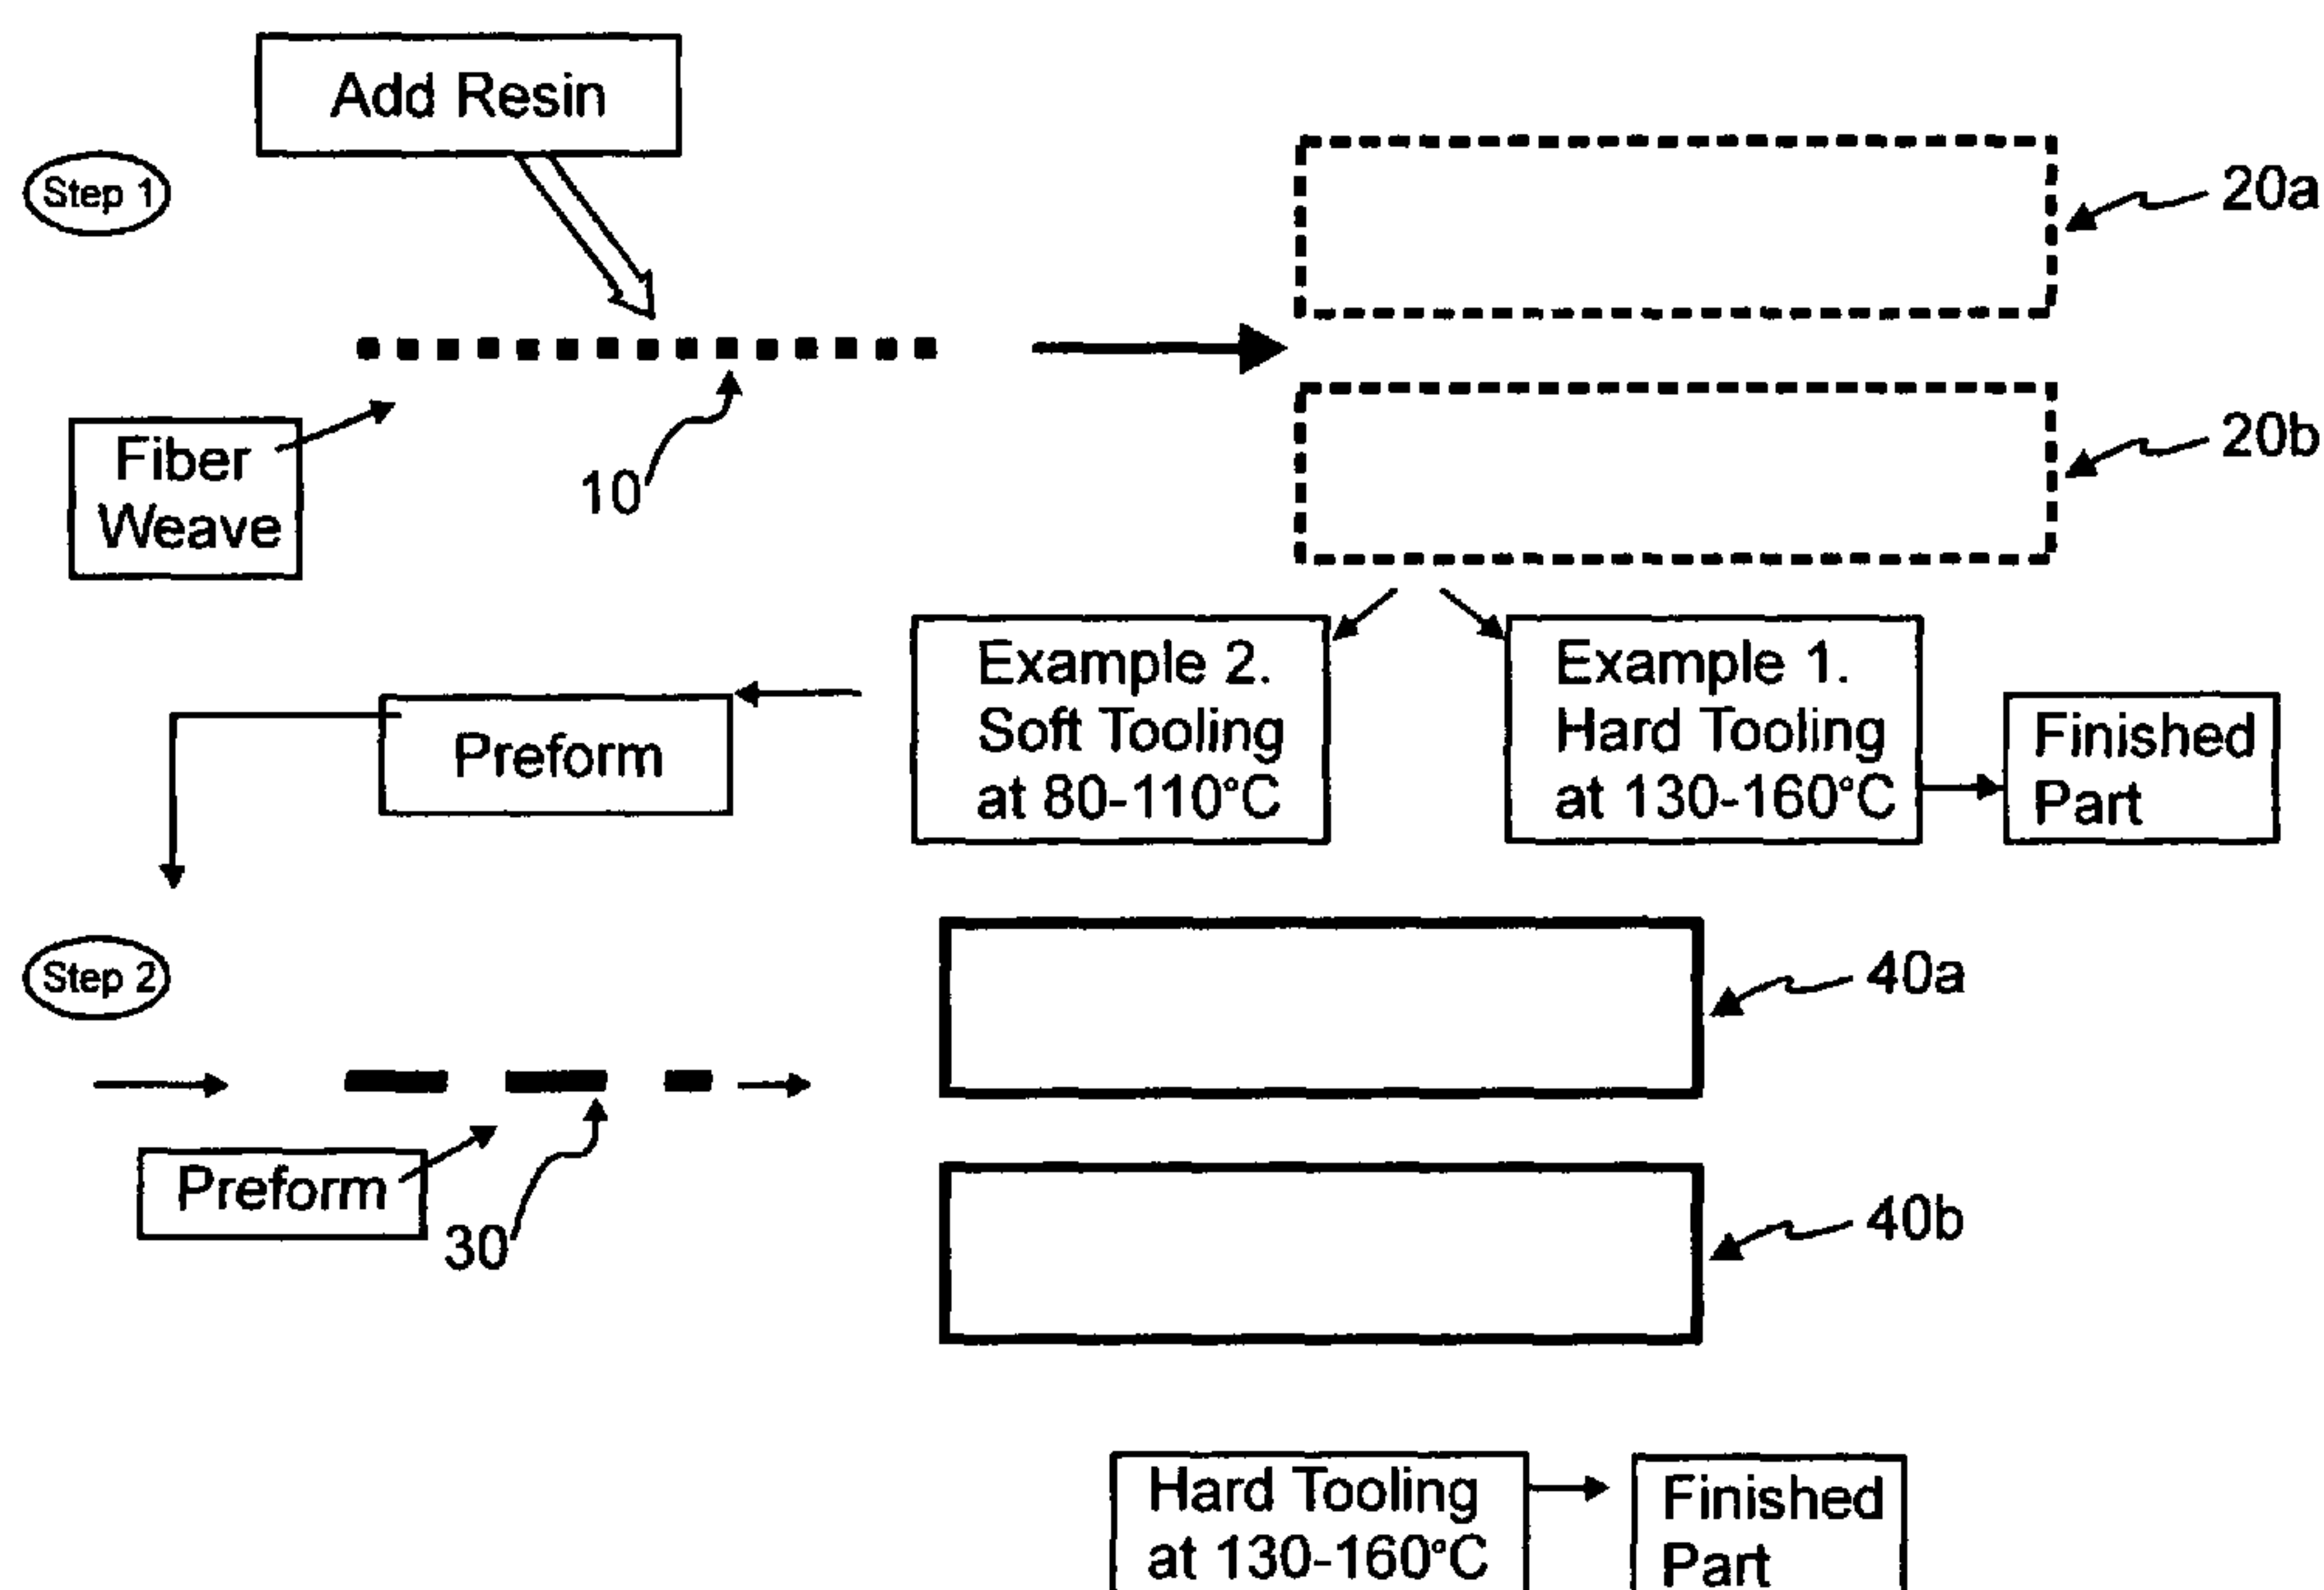 Add Resin
Step 1
20a
20b
Fiber
Weave
10
Example 2.
Soft Tooling
at 80-110°C
Example 1.
Hard Tooling
at 130-160°C
Finished
Part
Preform
Step 2
40a
Preform
30
40b
Hard Tooling
at 130-160°C
Finished
Part